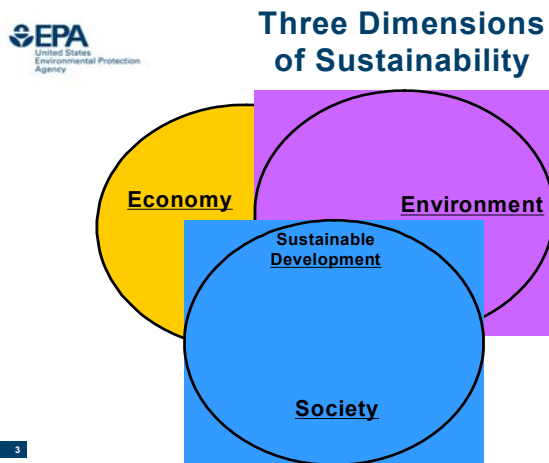 EPA
United States
Environmental Protection
Agency
Three Dimensions
of Sustainability
Economy
Environment
Sustainable
Development
Society
3